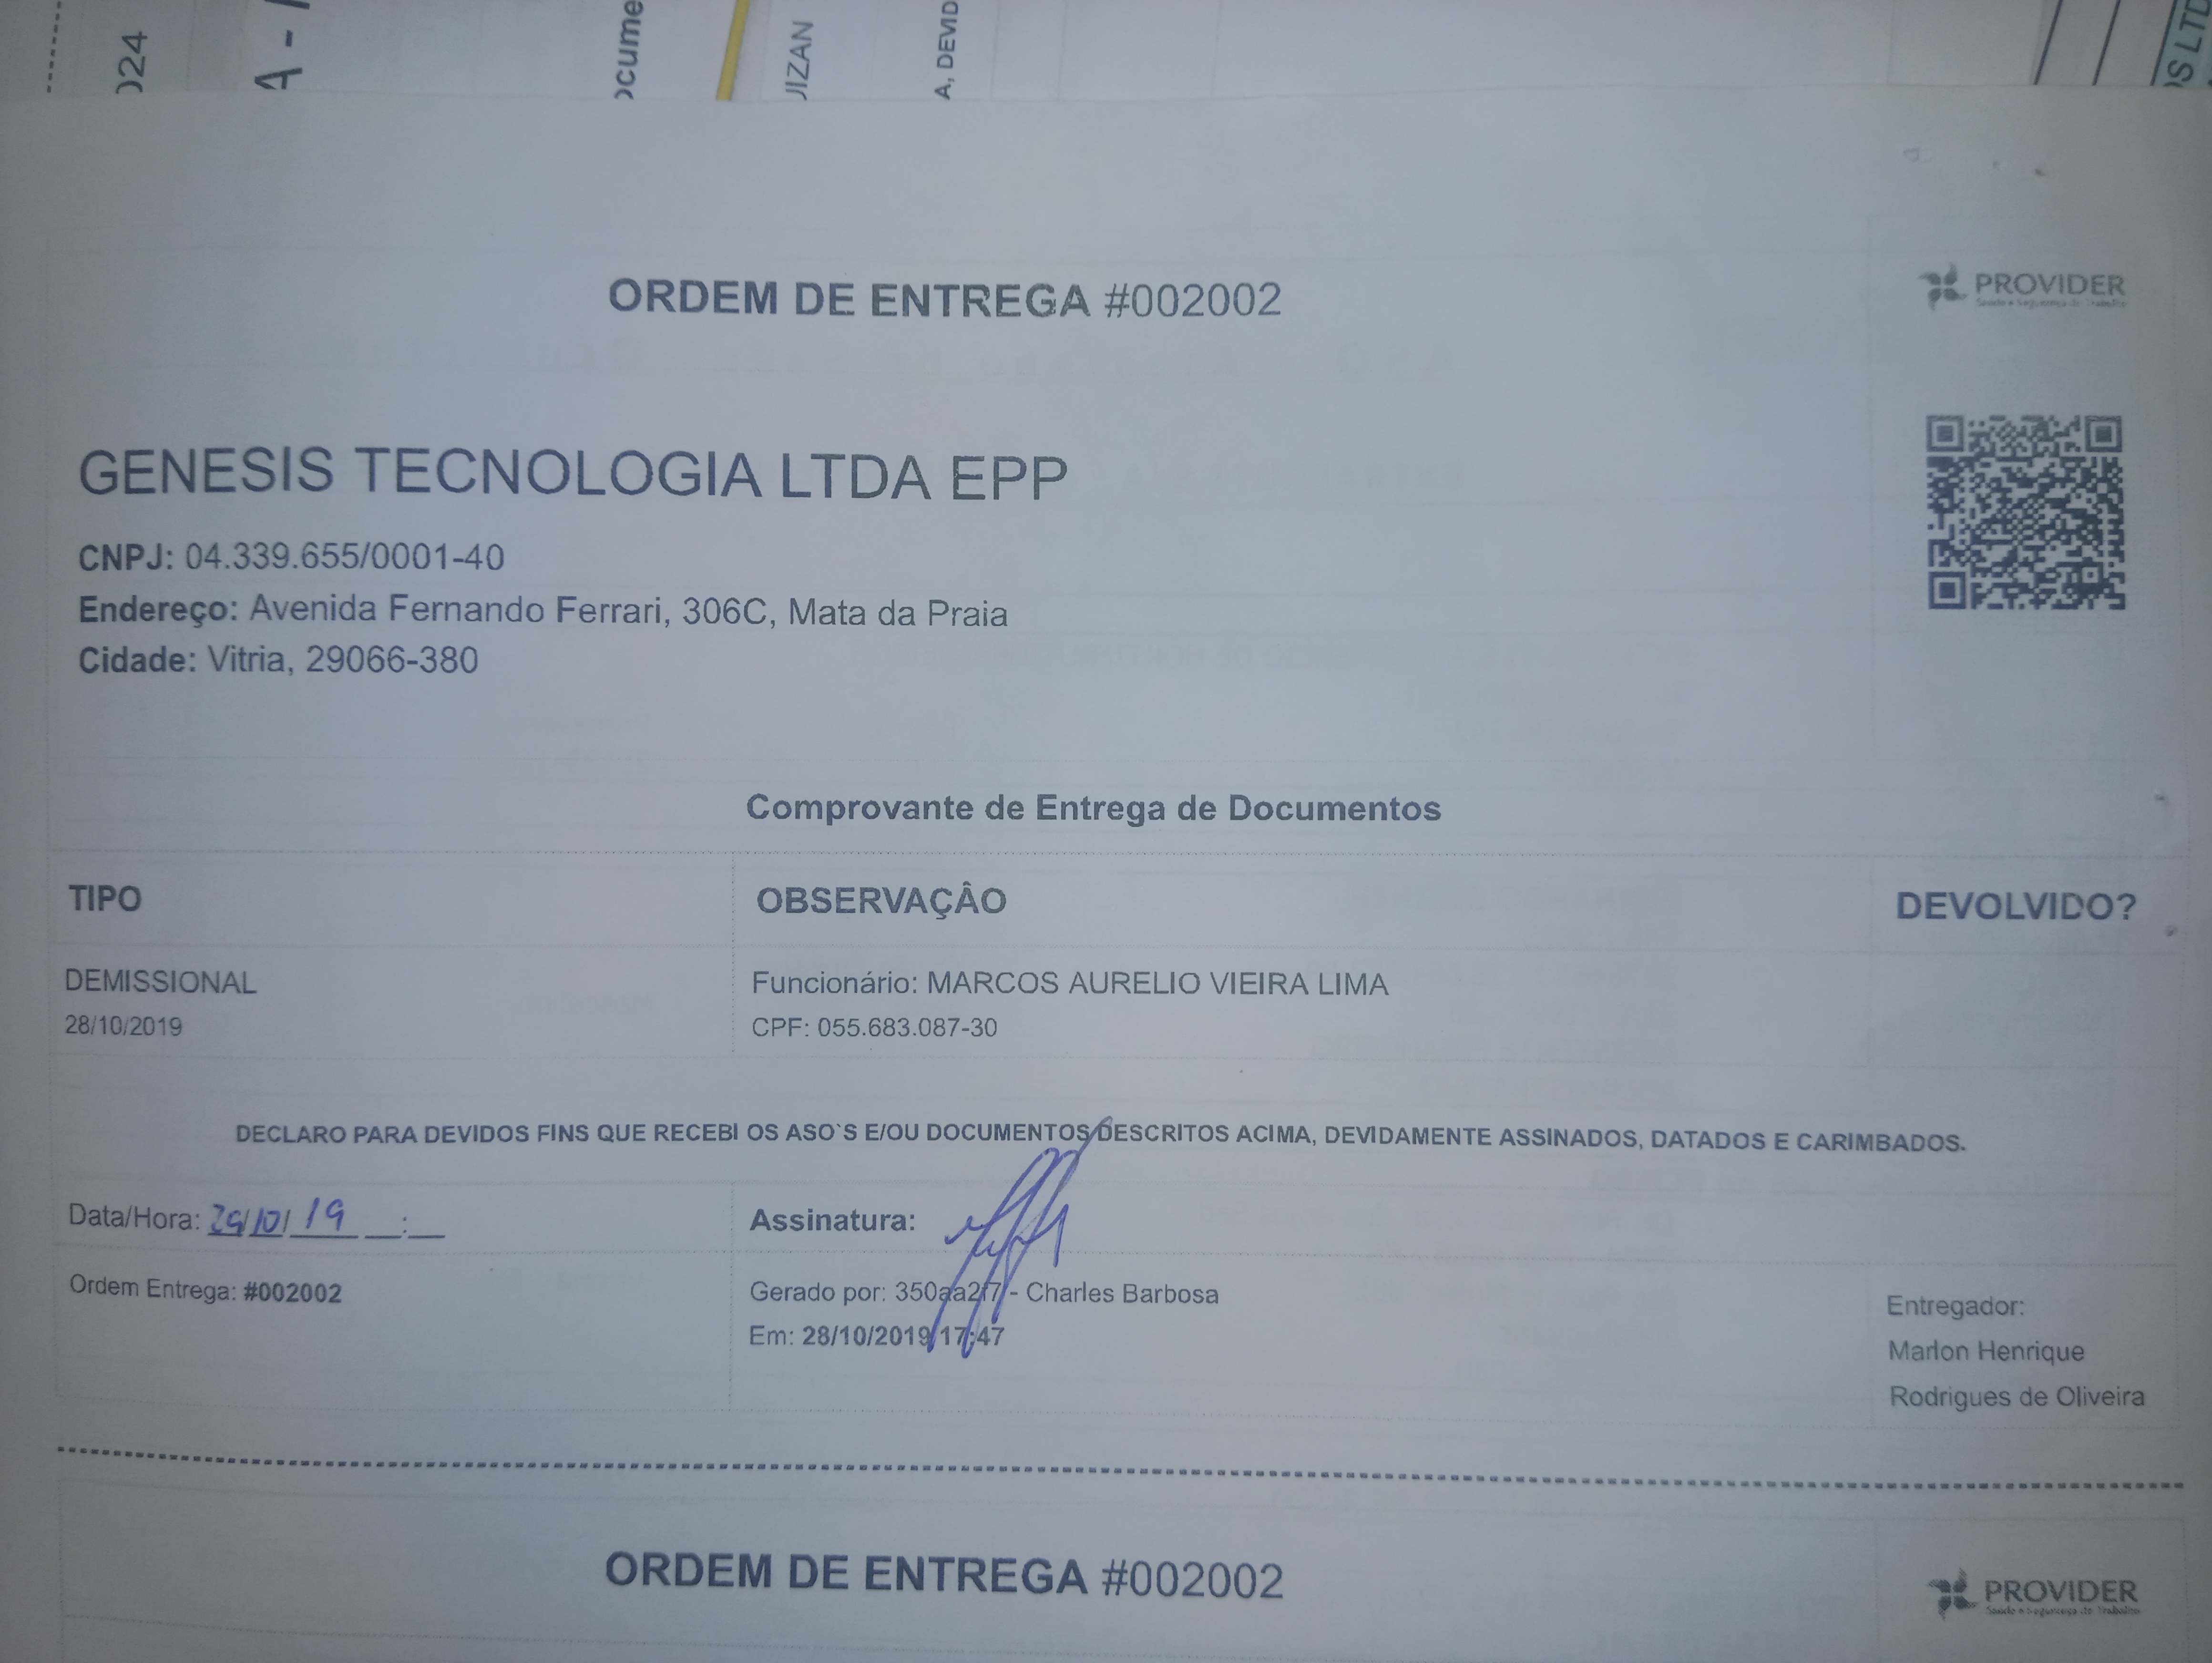 ORDEM DE ENTREGA #002002
PROVIDER
GENESIS TECNOLOGIA LTDA EPP
CNPJ: 04.339.655/0001-40
Endereço: Avenida Fernando Ferrari, 306C, Mata da Praia
Cidade: Vitria, 29066-380
Comprovante de Entrega de Documentos
TIPO OBSERVAÇÃO DEVOLVIDO?
DEMISSIONAL Funcionário: MARCOS AURELIO VIEIRA LIMA
28/10/2019 CPF: 055.683.087-30
DECLARO PARA DEVIDOS FINS QUE RECEBI OS ASO`S E/OU DOCUMENTOS DESCRITOS ACIMA, DEVIDAMENTE ASSINADOS, DATADOS E CARIMBADOS.
Data/Hora: 29/10/19 __:__ Assinatura:
Ordem Entrega: #002002 Gerado por: 350aa2f7 - Charles Barbosa Entregador:
Em: 28/10/2019 17:47 Marlon Henrique
Rodrigues de Oliveira
ORDEM DE ENTREGA #002002
PROVIDER
024
ocume
UIZAN
A, DEVID
OS LTD